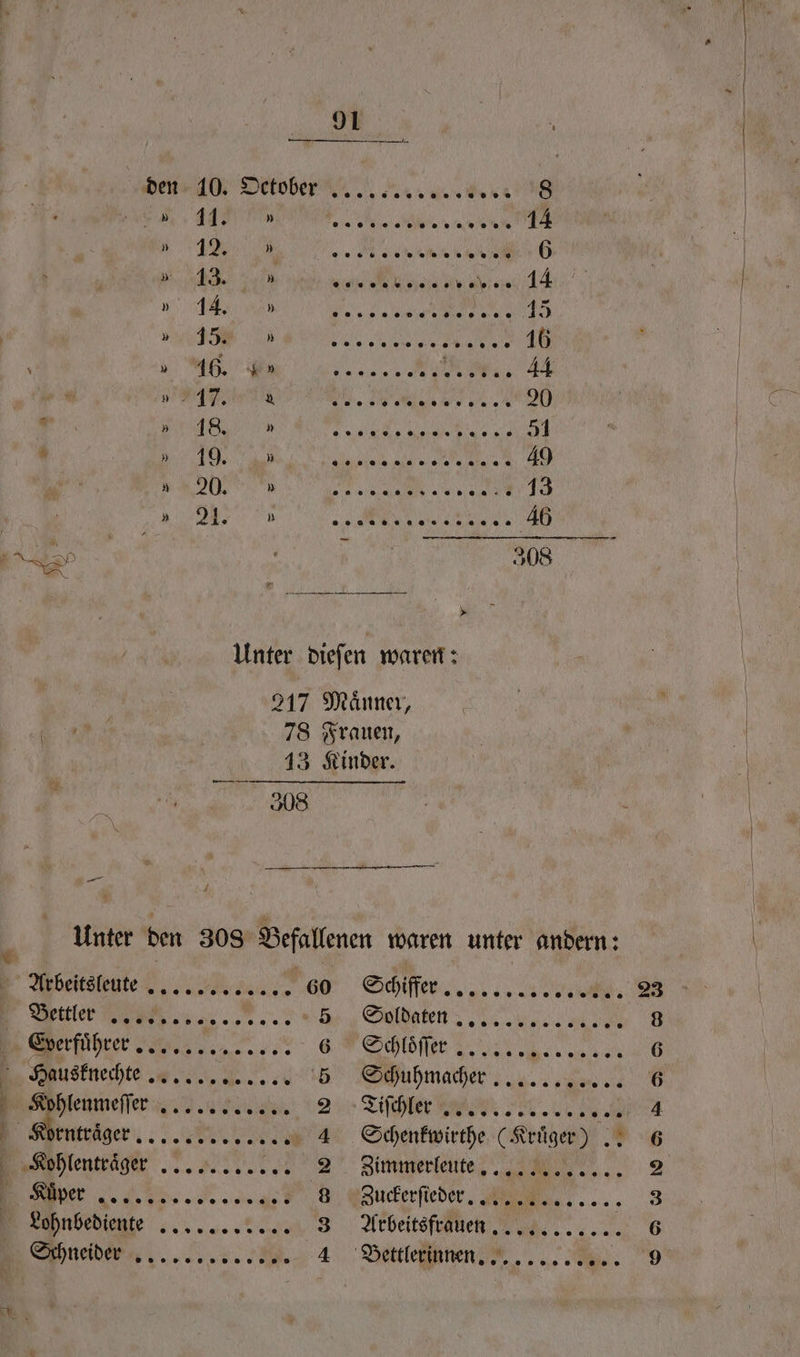 91
den 10. October .............. 8
» 11. » .............. 14
» 12. » .............. 6
» 13. » .............. 14
» 14. » .............. 15
» 15. » .............. 16
» 16. » .............. 44
» 17. » .............. 20
» 18. » .............. 51
» 19. » .............. 49
» 20. » .............. 13
» 21. » .............. 46
308
Unter dieſen waren:
217 Männer,
78 Frauen,
13 Kinder.
308
Unter den 308 Befallenen waren unter andern:
Arbeitsleute ............ 60
Bettler ............ 5
Everführer ............ 6
Hausknechte ............ 5
Kohlenmeſſer ............ 2
Kornträger ............ 4
Kohlenträger ............ 2
Küper ............ 8
Lohnbediente ............ 3
Schneider ............ 4
Schiffer ............ 23
Soldaten ............ 8
Schlöſſer ............ 6
Schuhmacher ............ 6
Tiſchler ............ 4
Schenkwirthe (Krüger) .. 6
Zimmerleute ............ 2
Zuckerſieder ............ 3
Arbeitsfrauen ............ 6
Bettlerinnen ............ 9